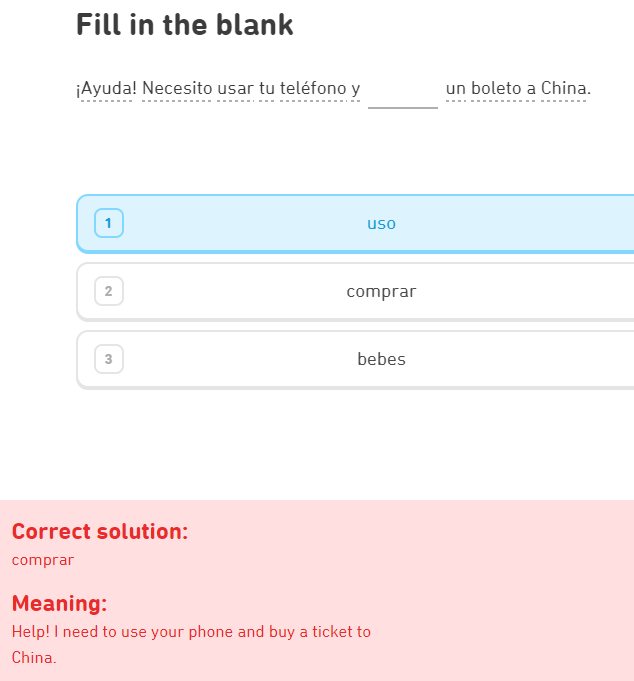 Fill in the blank
¡Ayuda! Necesito usar tu teléfono y ______ un boleto a China.
1 uso
2 comprar
3 bebes
Correct solution:
comprar
Meaning:
Help! I need to use your phone and buy a ticket to
China.